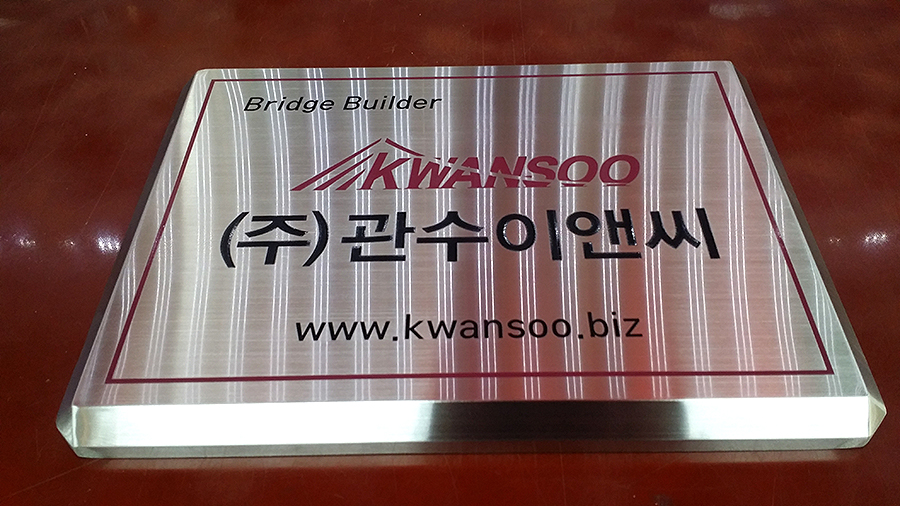 Bridge Builder
KWANSOO
(주)관수이앤씨
www.kwansoo.biz